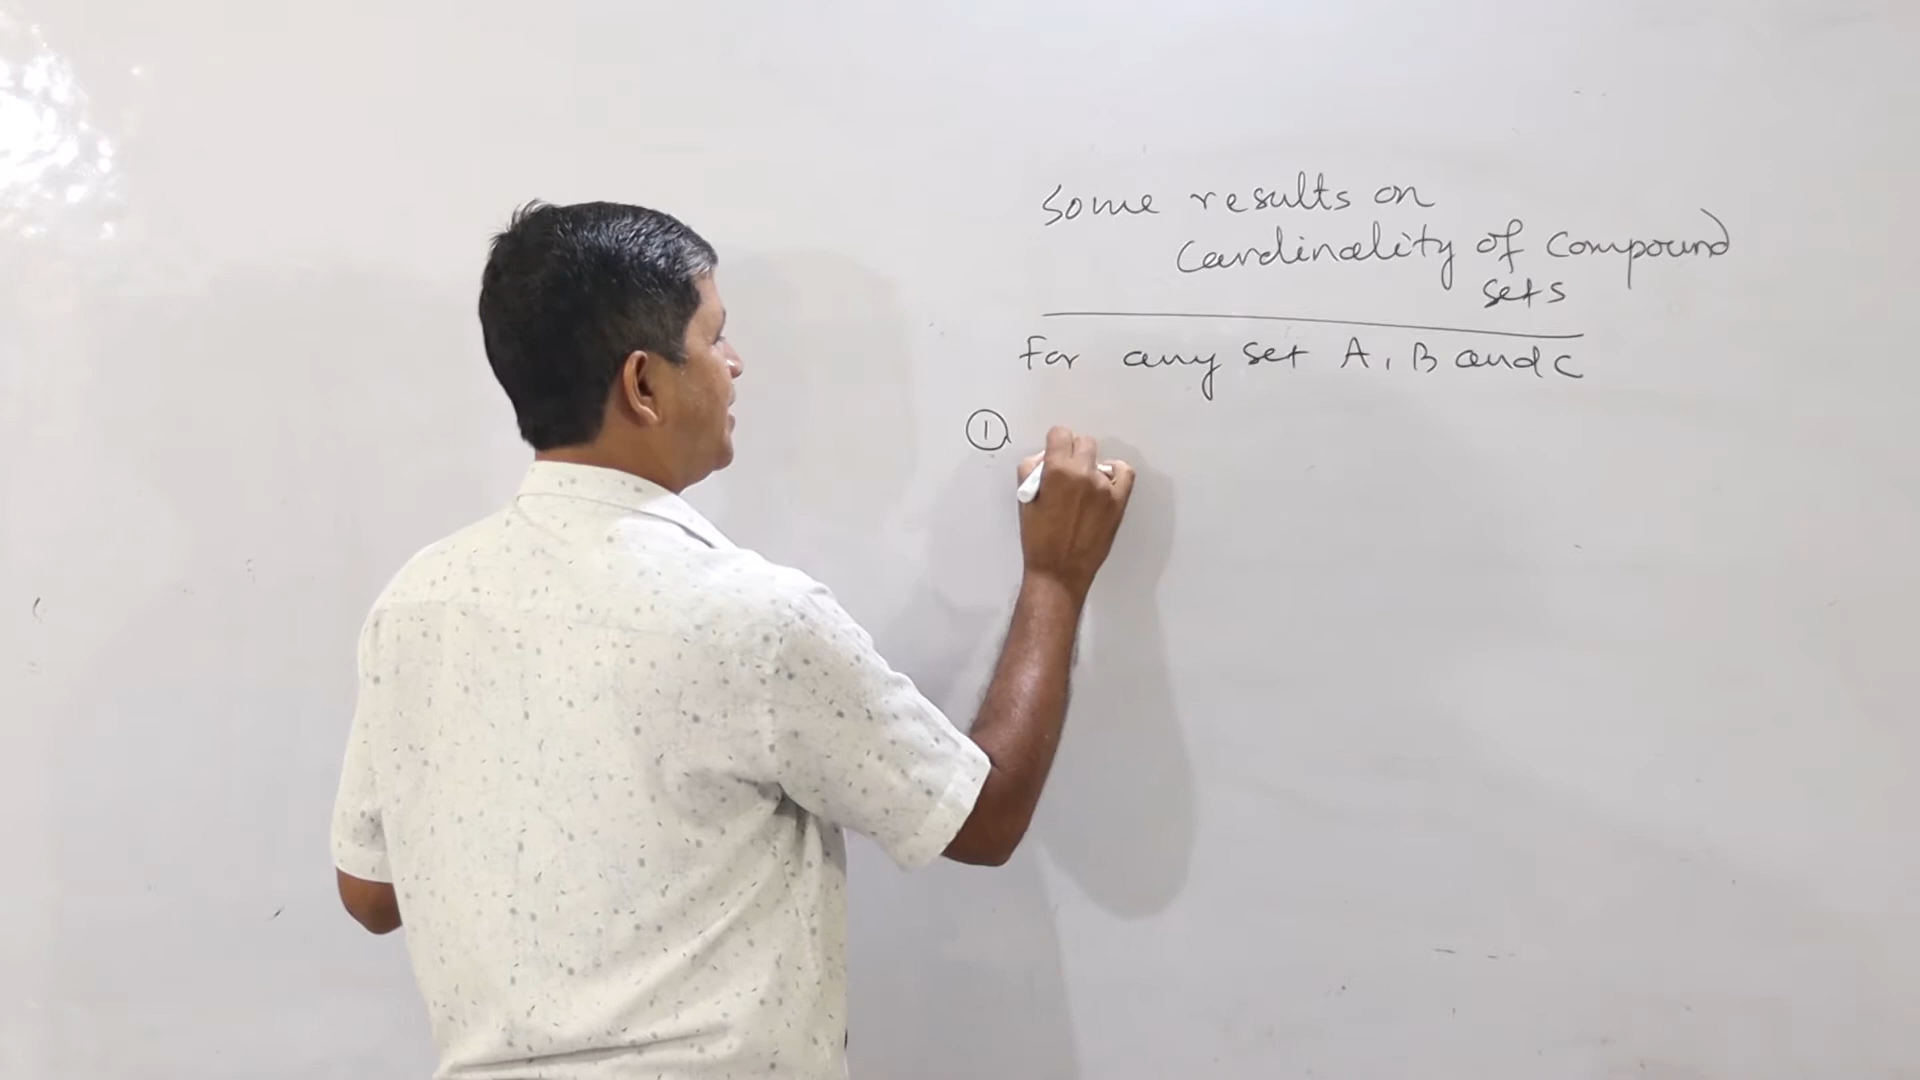 Some results on
Cardinality of compound
sets
For any set A, B and C
①